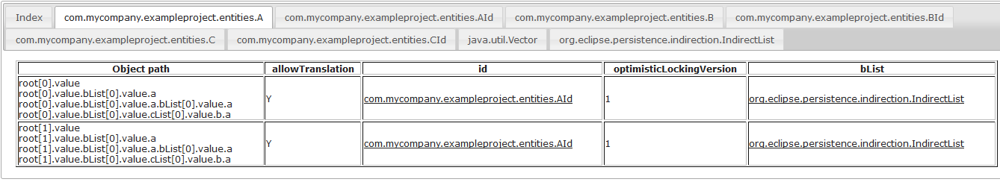 Index com.mycompany.exampleproject.entities.A com.mycompany.exampleproject.entities.AId com.mycompany.exampleproject.entities.B com.mycompany.exampleproject.entities.BId
com.mycompany.exampleproject.entities.C com.mycompany.exampleproject.entities.CId java.util.Vector org.eclipse.persistence.indirection.IndirectList
Object path allowTranslation id optimisticLockingVersion bList
root[0].value
root[0].value.bList[0].value.a
root[0].value.bList[0].value.a.bList[0].value.a
root[0].value.bList[0].value.cList[0].value.b.a
Y com.mycompany.exampleproject.entities.AId 1 org.eclipse.persistence.indirection.IndirectList
root[1].value
root[1].value.bList[0].value.a
root[1].value.bList[0].value.a.bList[0].value.a
root[1].value.bList[0].value.cList[0].value.b.a
Y com.mycompany.exampleproject.entities.AId 1 org.eclipse.persistence.indirection.IndirectList